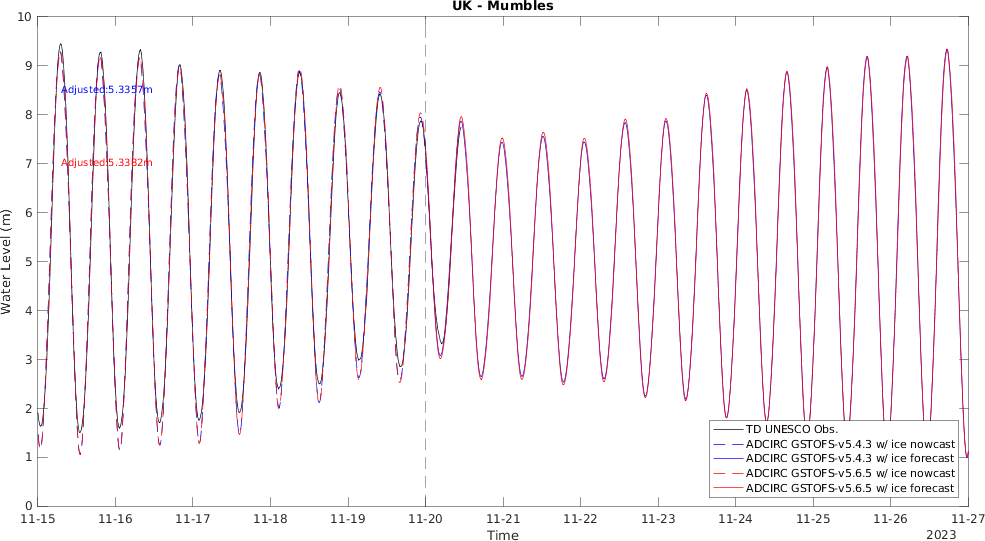 UK - Mumbles
10
9
8
7
6
5
4
3
2
1
0
Water Level (m)
Adjusted:5.3357m
Adjusted:5.3382m
TD UNESCO Obs.
ADCIRC GSTOFS-v5.4.3 w/ ice nowcast
ADCIRC GSTOFS-v5.4.3 w/ ice forecast
ADCIRC GSTOFS-v5.6.5 w/ ice nowcast
ADCIRC GSTOFS-v5.6.5 w/ ice forecast
11-15 11-16 11-17 11-18 11-19 11-20 11-21 11-22 11-23 11-24 11-25 11-26 11-27
Time
2023